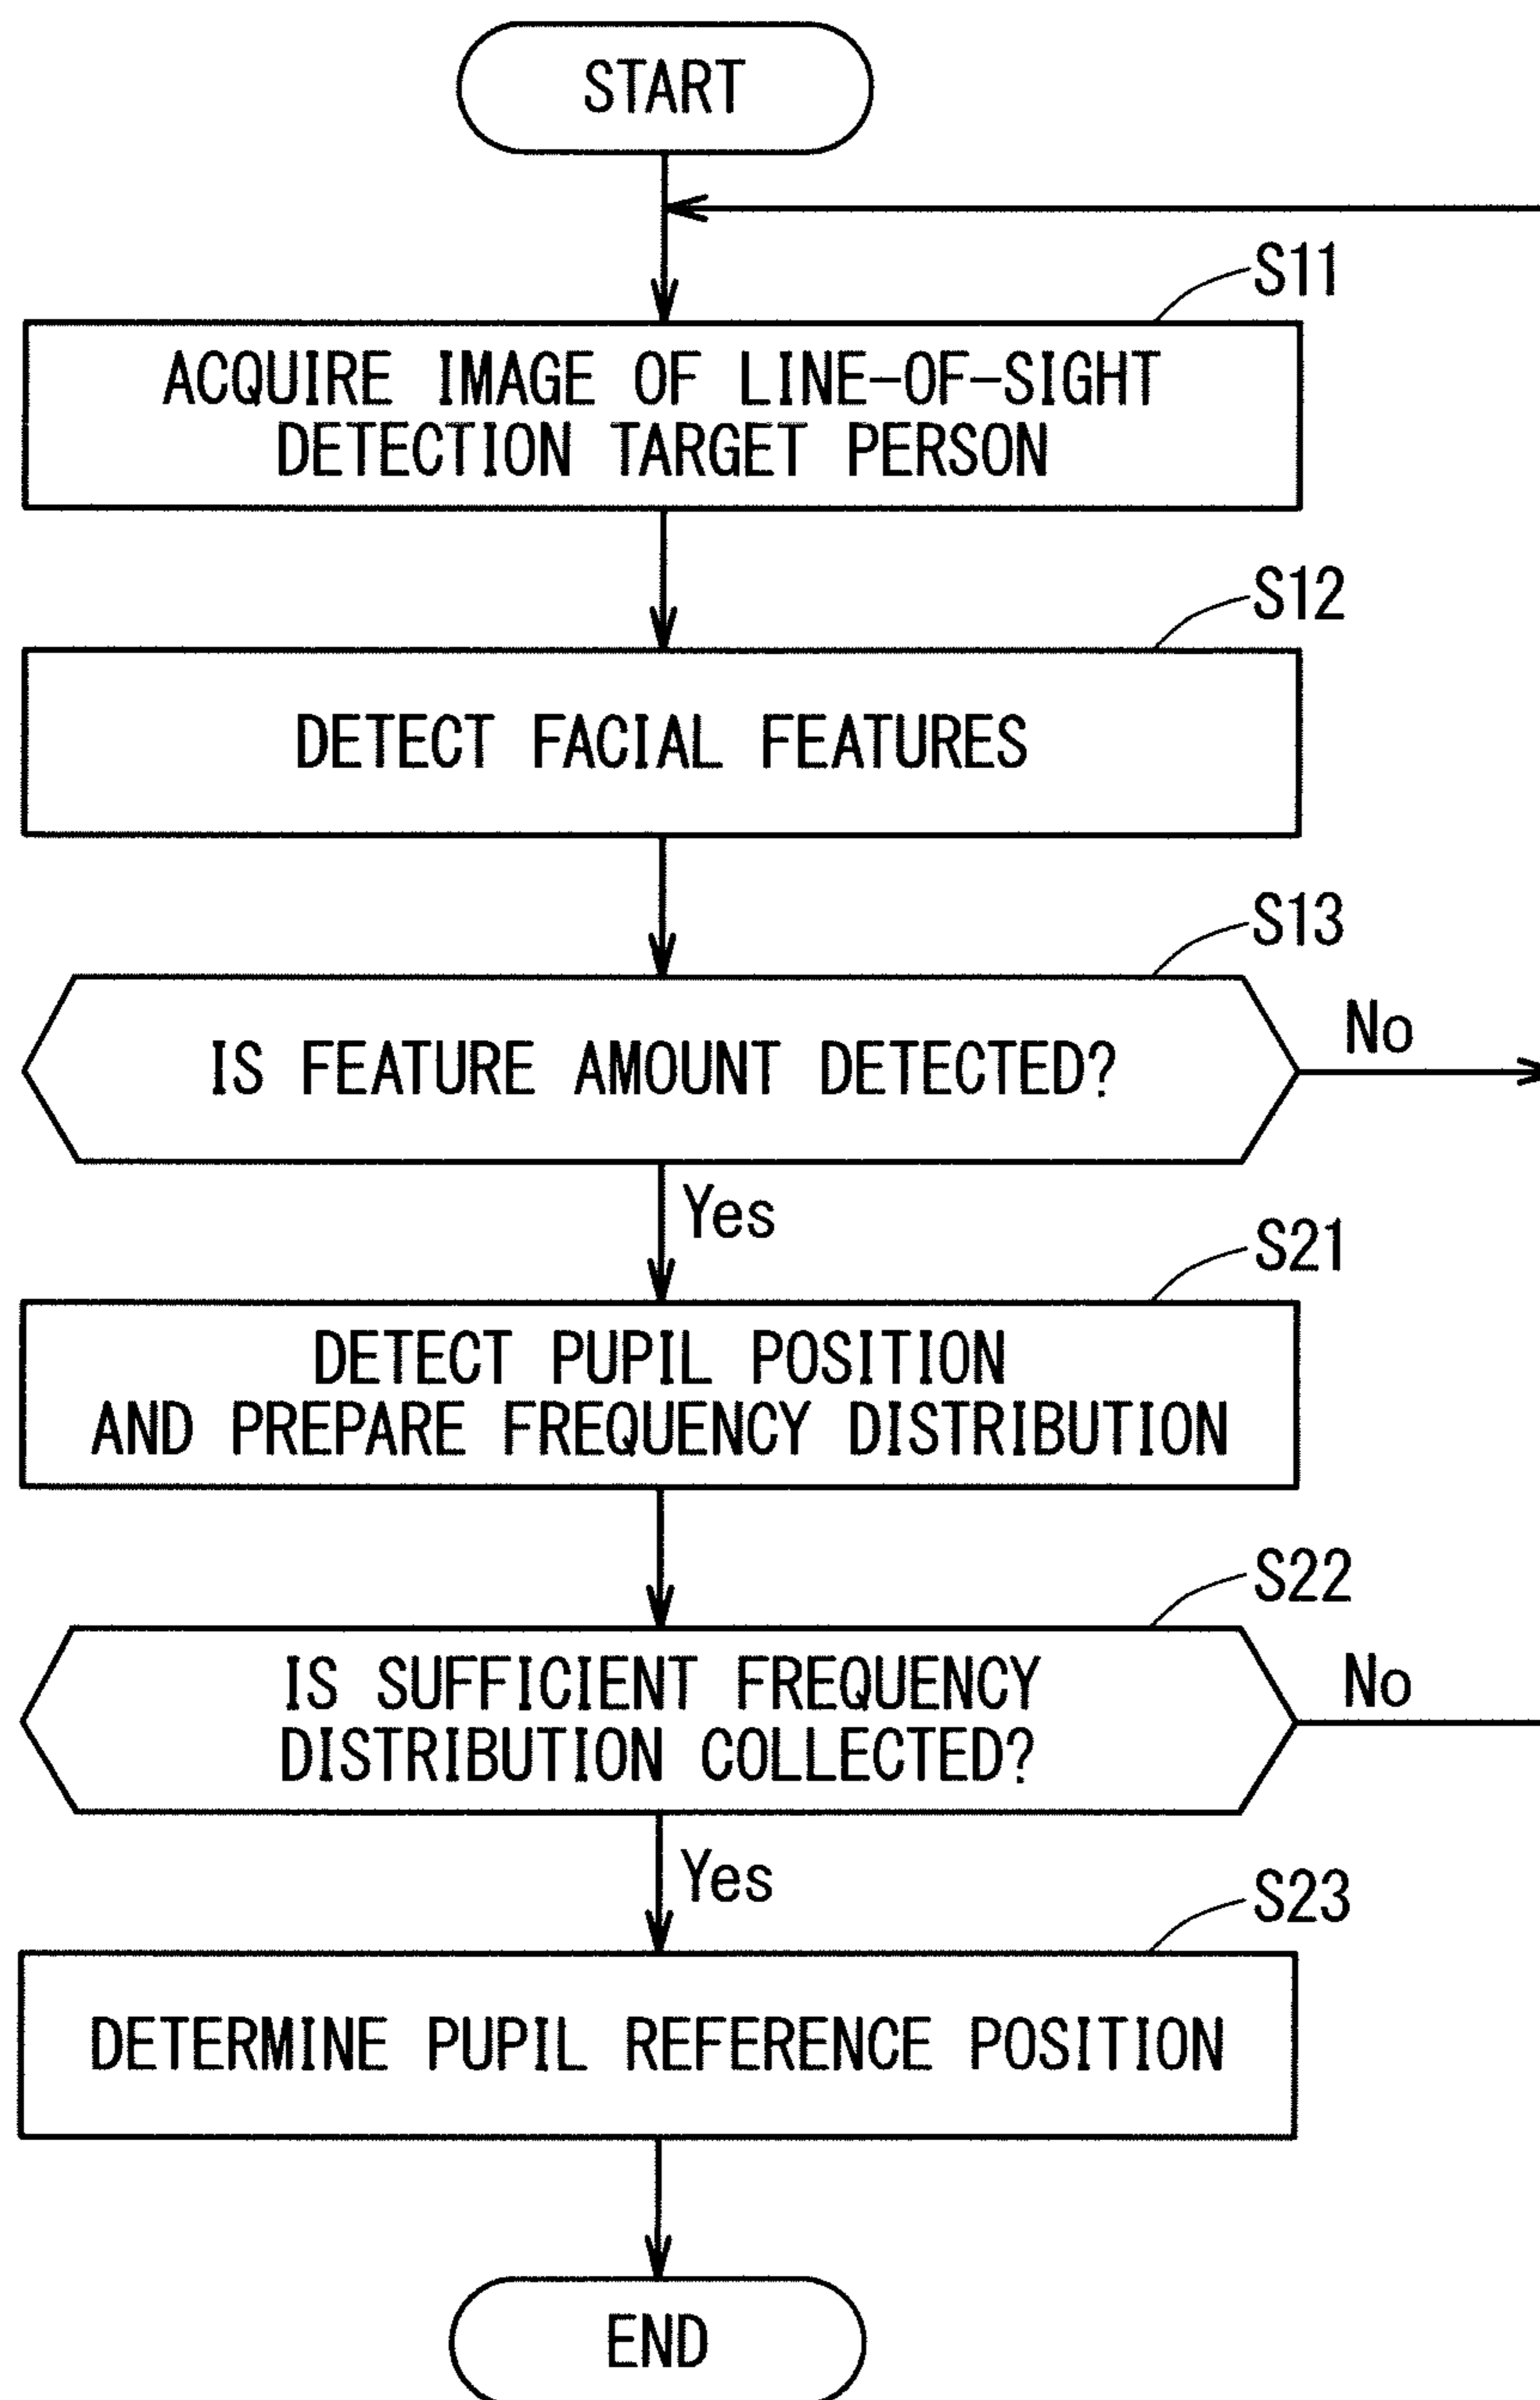 START
S11
ACQUIRE IMAGE OF LINE-OF-SIGHT
DETECTION TARGET PERSON
S12
DETECT FACIAL FEATURES
S13
IS FEATURE AMOUNT DETECTED?
No
Yes
S21
DETECT PUPIL POSITION
AND PREPARE FREQUENCY DISTRIBUTION
S22
IS SUFFICIENT FREQUENCY
DISTRIBUTION COLLECTED?
No
Yes
S23
DETERMINE PUPIL REFERENCE POSITION
END